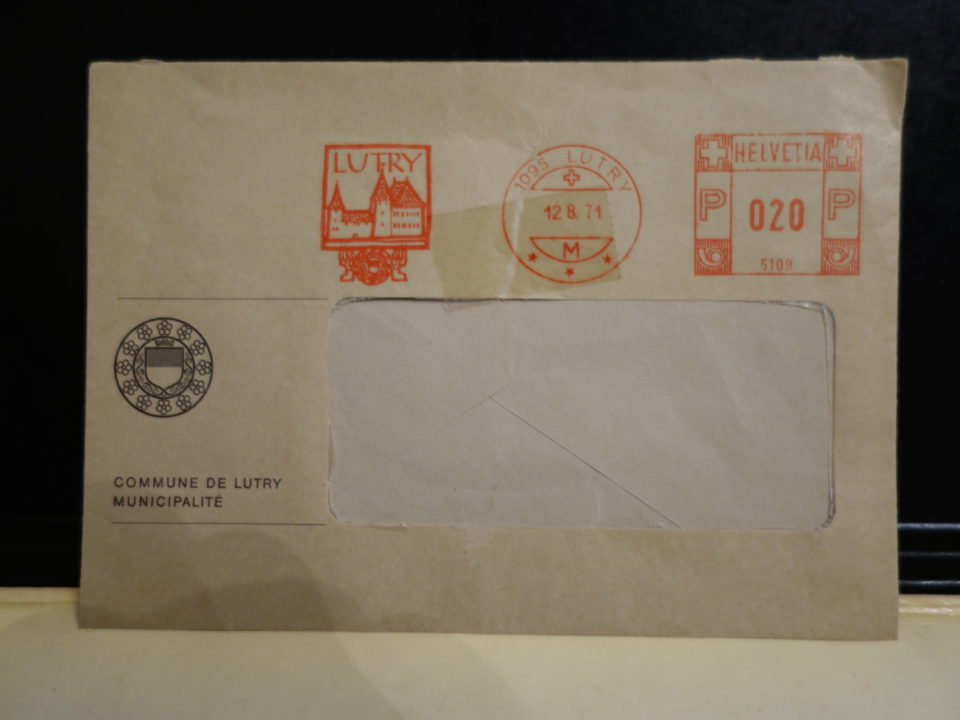 LUTRY
1095 LUTRY
12 8. 71
M
HELVETIA
P 020 P
5109
COMMUNE DE LUTRY
MUNICIPALITÉ